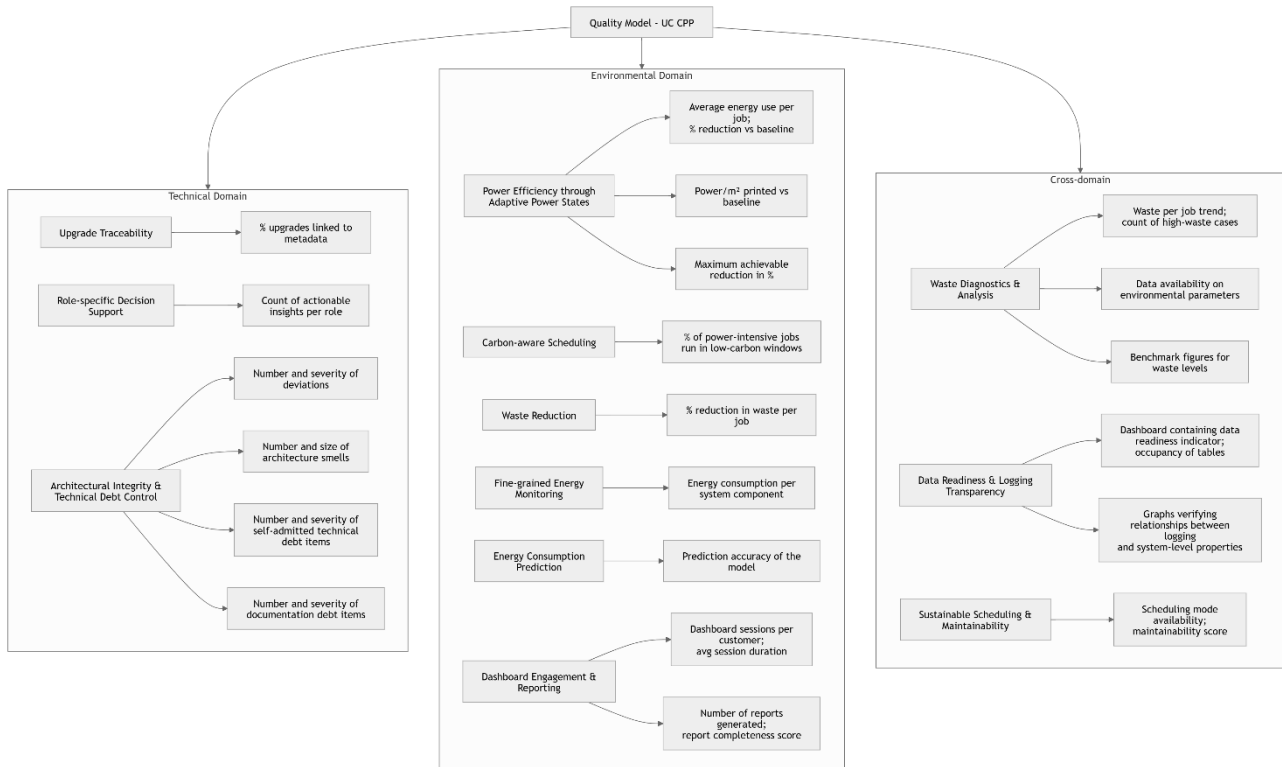 Quality Model - UC CPP
Technical Domain
Upgrade Traceability
% upgrades linked to
metadata
Role-specific Decision
Support
Count of actionable
insights per role
Architectural Integrity &
Technical Debt Control
Number and severity of
deviations
Number and size of
architecture smells
Number and severity of
self-admitted technical
debt items
Number and severity of
documentation debt items
Environmental Domain
Power Efficiency through
Adaptive Power States
Average energy use per
job;
% reduction vs baseline
Power/m² printed vs
baseline
Maximum achievable
reduction in %
Carbon-aware Scheduling
% of power-intensive jobs
run in low-carbon windows
Waste Reduction
% reduction in waste per
job
Fine-grained Energy
Monitoring
Energy consumption per
system component
Energy Consumption
Prediction
Prediction accuracy of the
model
Dashboard Engagement &
Reporting
Dashboard sessions per
customer;
avg session duration
Number of reports
generated;
report completeness score
Cross-domain
Waste Diagnostics &
Analysis
Waste per job trend;
count of high-waste cases
Data availability on
environmental parameters
Benchmark figures for
waste levels
Data Readiness & Logging
Transparency
Dashboard containing data
readiness indicator;
occupancy of tables
Graphs verifying
relationships between
logging
and system-level properties
Sustainable Scheduling &
Maintainability
Scheduling mode
availability;
maintainability score